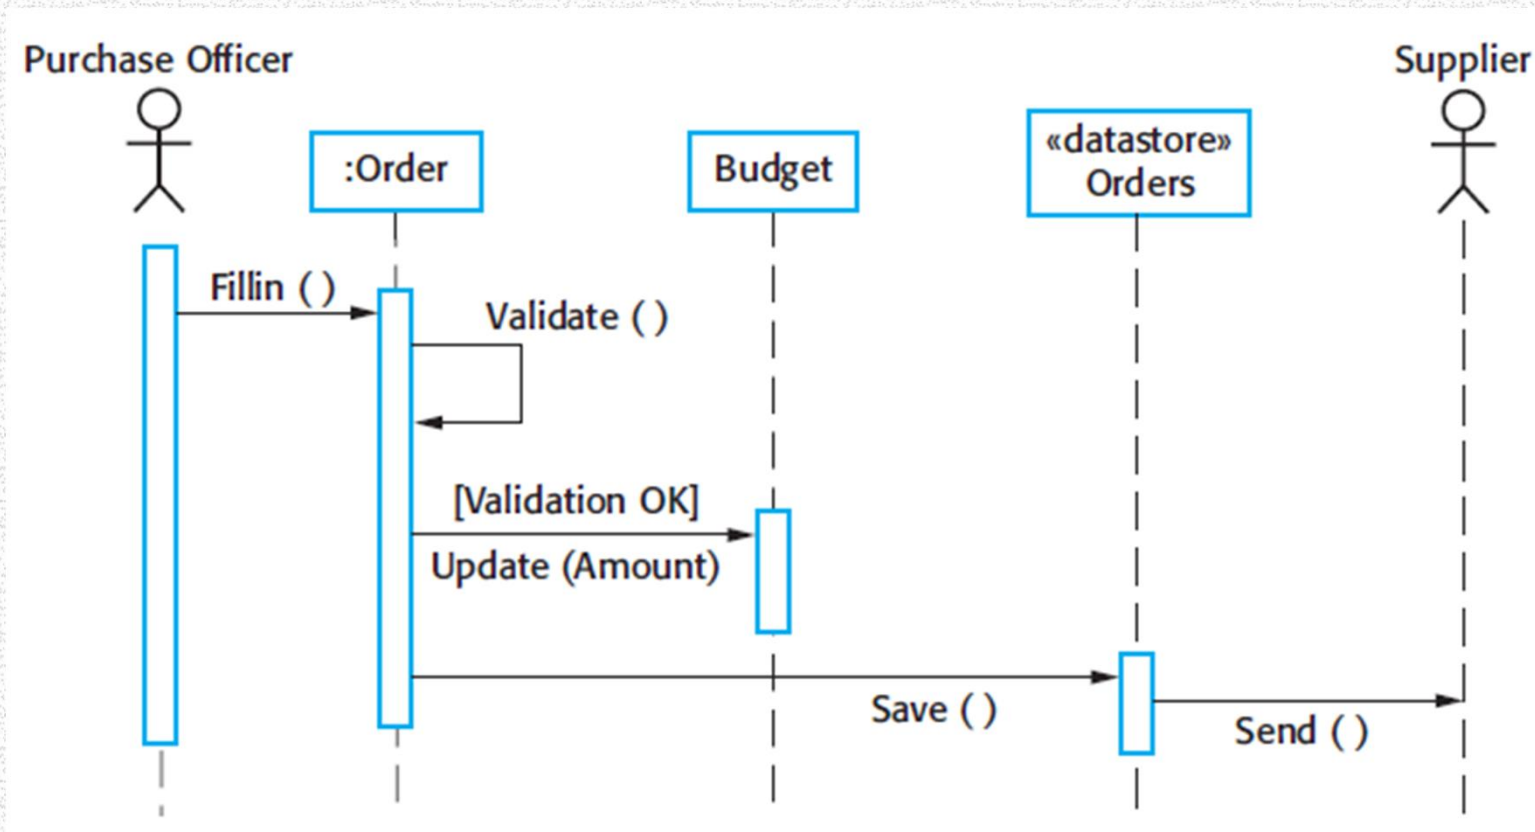 Purchase Officer
Supplier
:Order
Budget
«datastore»
Orders
Fillin ( )
Validate ( )
[Validation OK]
Update (Amount)
Save ( )
Send ( )